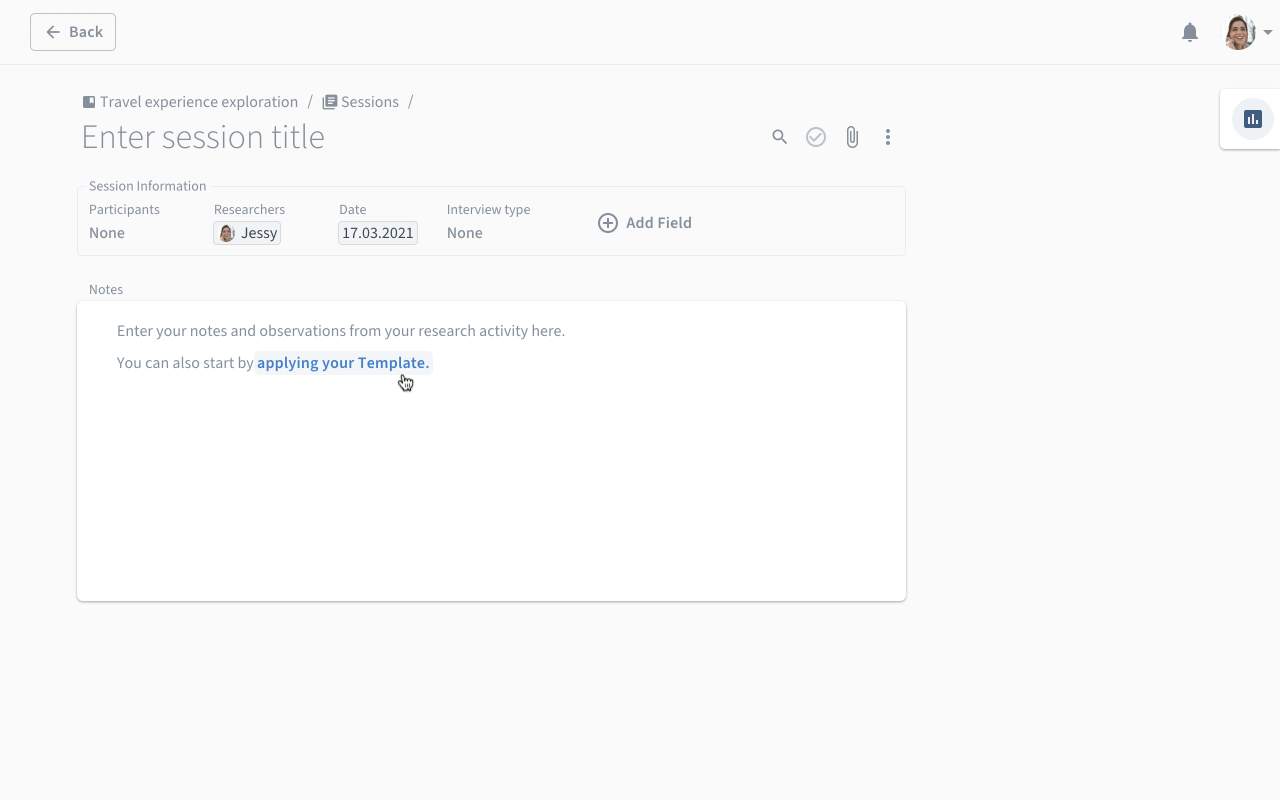 Back
Travel experience exploration / Sessions /
Enter session title
Session Information
Participants Researchers Date Interview type
None Jessy 17.03.2021 None Add Field
Notes
Enter your notes and observations from your research activity here.
You can also start by applying your Template.